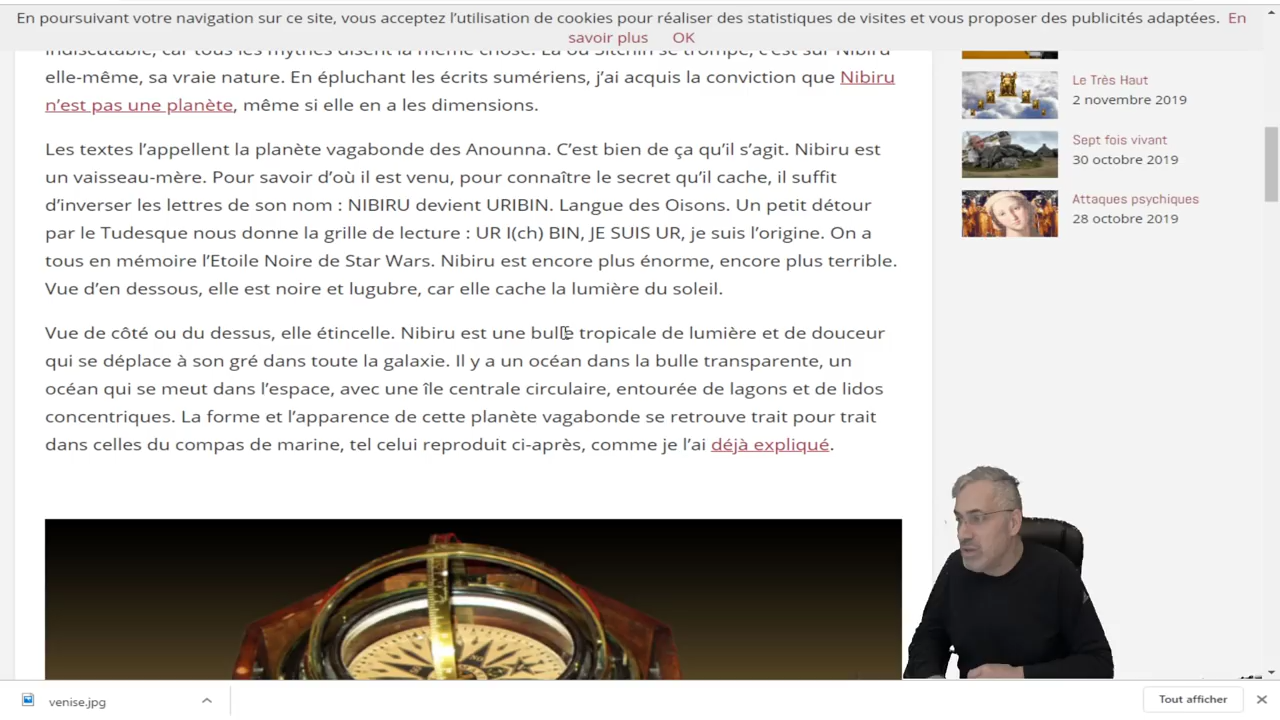 En poursuivant votre navigation sur ce site, vous acceptez l’utilisation de cookies pour réaliser des statistiques de visites et vous proposer des publicités adaptées. En
savoir plus OK
indiscutable, car tous les mythes disent la même chose. Là où Sitchin se trompe, c’est sur Nibiru
elle-même, sa vraie nature. En épluchant les écrits sumériens, j’ai acquis la conviction que Nibiru
n’est pas une planète, même si elle en a les dimensions.
Les textes l’appellent la planète vagabonde des Anounna. C’est bien de ça qu’il s’agit. Nibiru est
un vaisseau-mère. Pour savoir d’où il est venu, pour connaître le secret qu’il cache, il suffit
d’inverser les lettres de son nom : NIBIRU devient URIBIN. Langue des Oisons. Un petit détour
par le Tudesque nous donne la grille de lecture : UR I(ch) BIN, JE SUIS UR, je suis l’origine. On a
tous en mémoire l’Etoile Noire de Star Wars. Nibiru est encore plus énorme, encore plus terrible.
Vue d’en dessous, elle est noire et lugubre, car elle cache la lumière du soleil.
Vue de côté ou du dessus, elle étincelle. Nibiru est une bulle tropicale de lumière et de douceur
qui se déplace à son gré dans toute la galaxie. Il y a un océan dans la bulle transparente, un
océan qui se meut dans l’espace, avec une île centrale circulaire, entourée de lagons et de lidos
concentriques. La forme et l’apparence de cette planète vagabonde se retrouve trait pour trait
dans celles du compas de marine, tel celui reproduit ci-après, comme je l’ai déjà expliqué.
Le Très Haut
2 novembre 2019
Sept fois vivant
30 octobre 2019
Attaques psychiques
28 octobre 2019
venise.jpg
Tout afficher